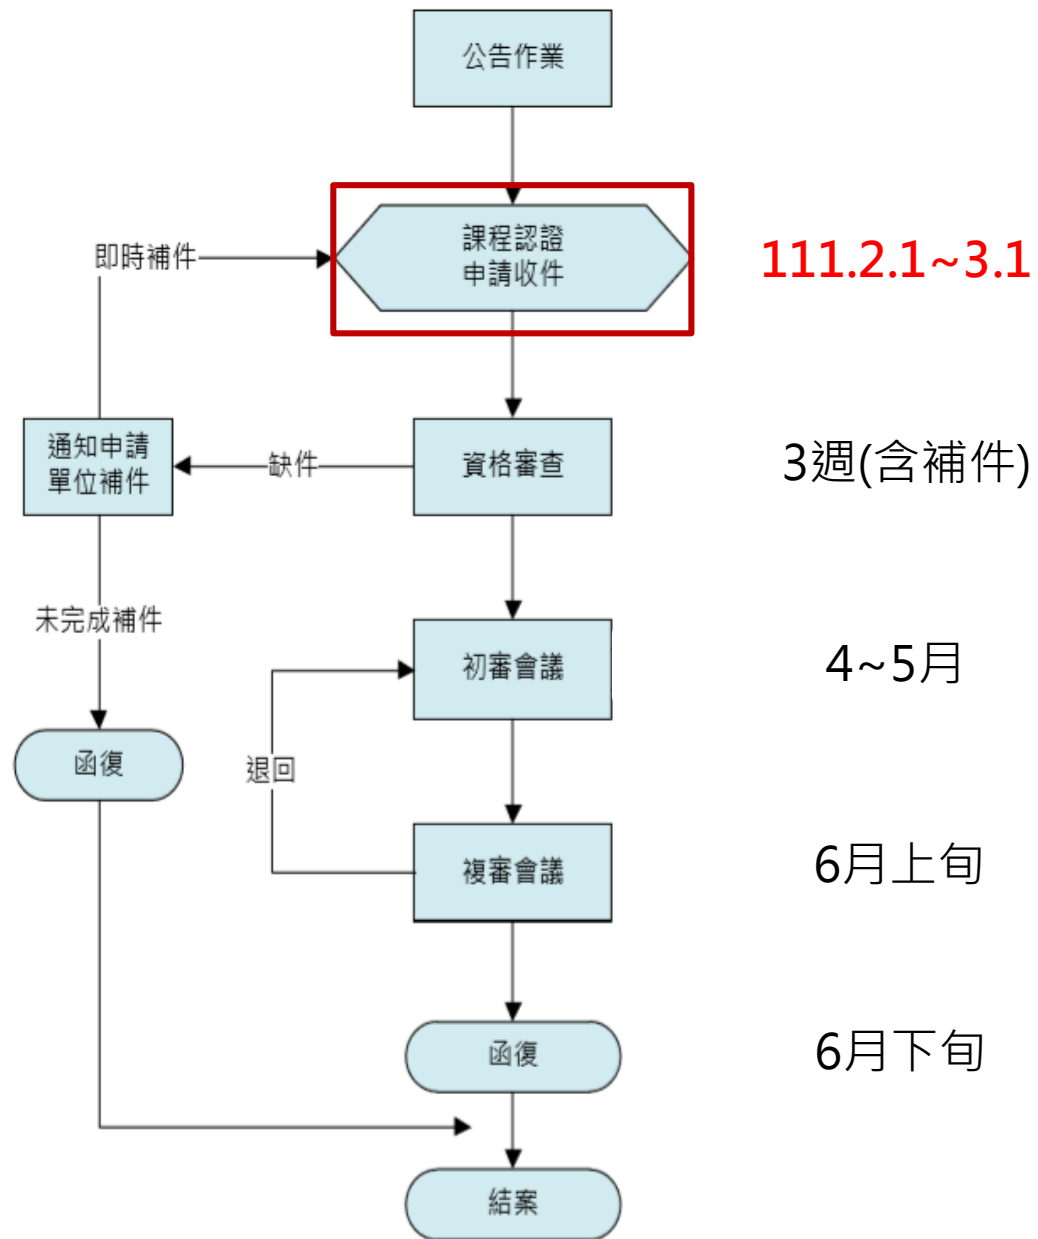 公告作業
課程認證
申請收件
111.2.1~3.1
即時補件
通知申請
單位補件
缺件
資格審查
3週(含補件)
未完成補件
初審會議
4~5月
函復
退回
複審會議
6月上旬
函復
6月下旬
結案